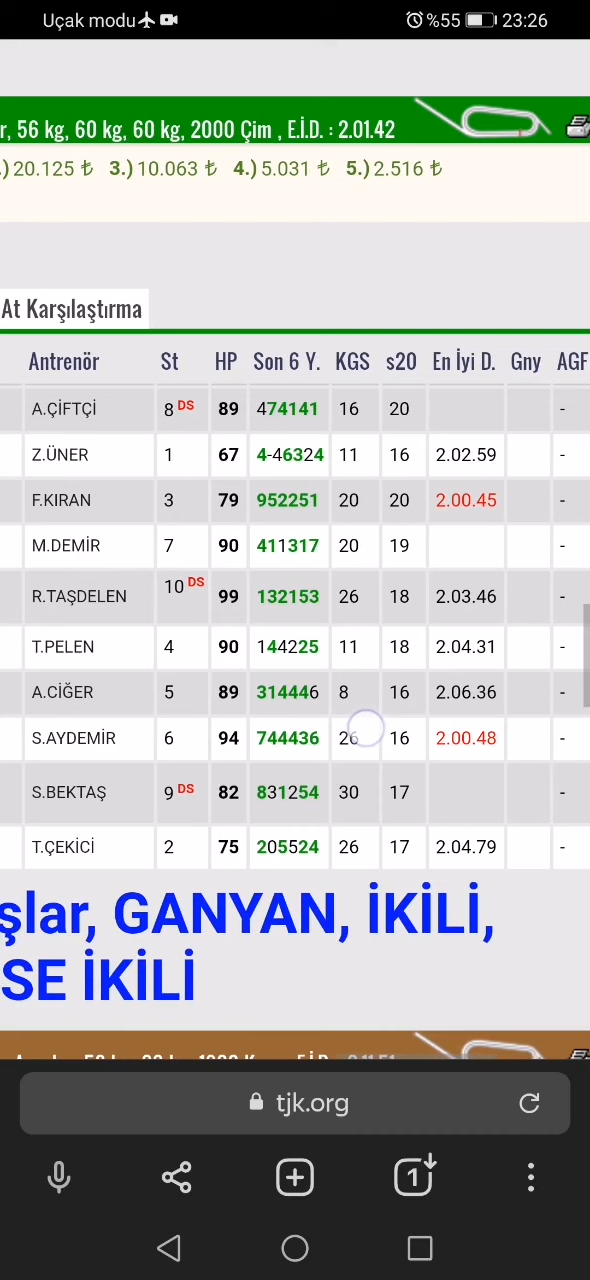 Uçak modu %55 23:26
r, 56 kg, 60 kg, 60 kg, 2000 Çim , E.İ.D. : 2.01.42
.) 20.125 ₺ 3.) 10.063 ₺ 4.) 5.031 ₺ 5.) 2.516 ₺
At Karşılaştırma
Antrenör St HP Son 6 Y. KGS s20 En İyi D. Gny AGF
A.ÇİFTÇİ 8 DS 89 474141 16 20 -
Z.ÜNER 1 67 4-46324 11 16 2.02.59 -
F.KIRAN 3 79 952251 20 20 2.00.45 -
M.DEMİR 7 90 411317 20 19 -
R.TAŞDELEN 10 DS 99 132153 26 18 2.03.46 -
T.PELEN 4 90 144225 11 18 2.04.31 -
A.CİĞER 5 89 314446 8 16 2.06.36 -
S.AYDEMİR 6 94 744436 26 16 2.00.48 -
S.BEKTAŞ 9 DS 82 831254 30 17 -
T.ÇEKİCİ 2 75 205524 26 17 2.04.79 -
şlar, GANYAN, İKİLİ,
SE İKİLİ
tjk.org
1